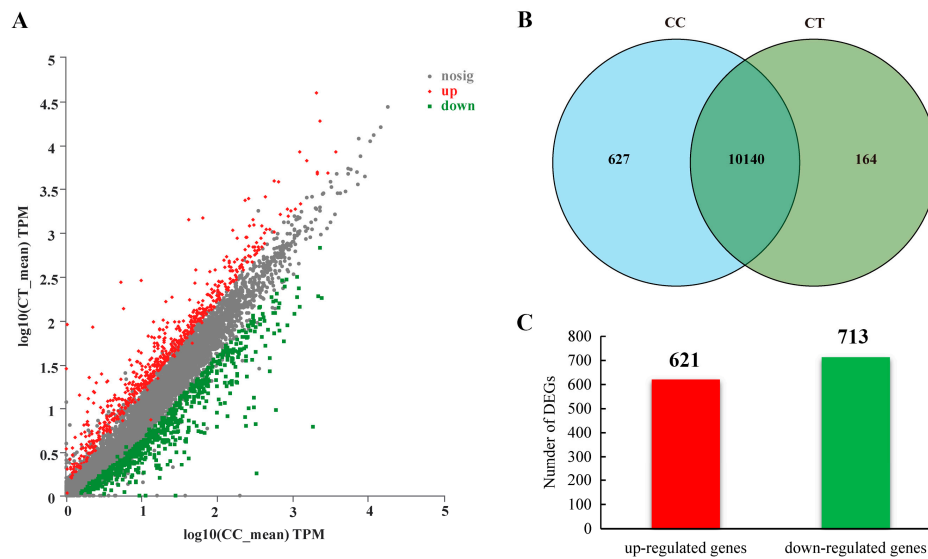 A
5
4.5
4
3.5
3
2.5
2
1.5
1
0.5
0
0
1
2
3
4
5
log10(CT_mean) TPM
log10(CC_mean) TPM
nosig
up
down
B
CC
CT
627
10140
164
C
800
700
600
500
400
300
200
100
0
Numder of DEGs
621
713
up-regulated genes
down-regulated genes